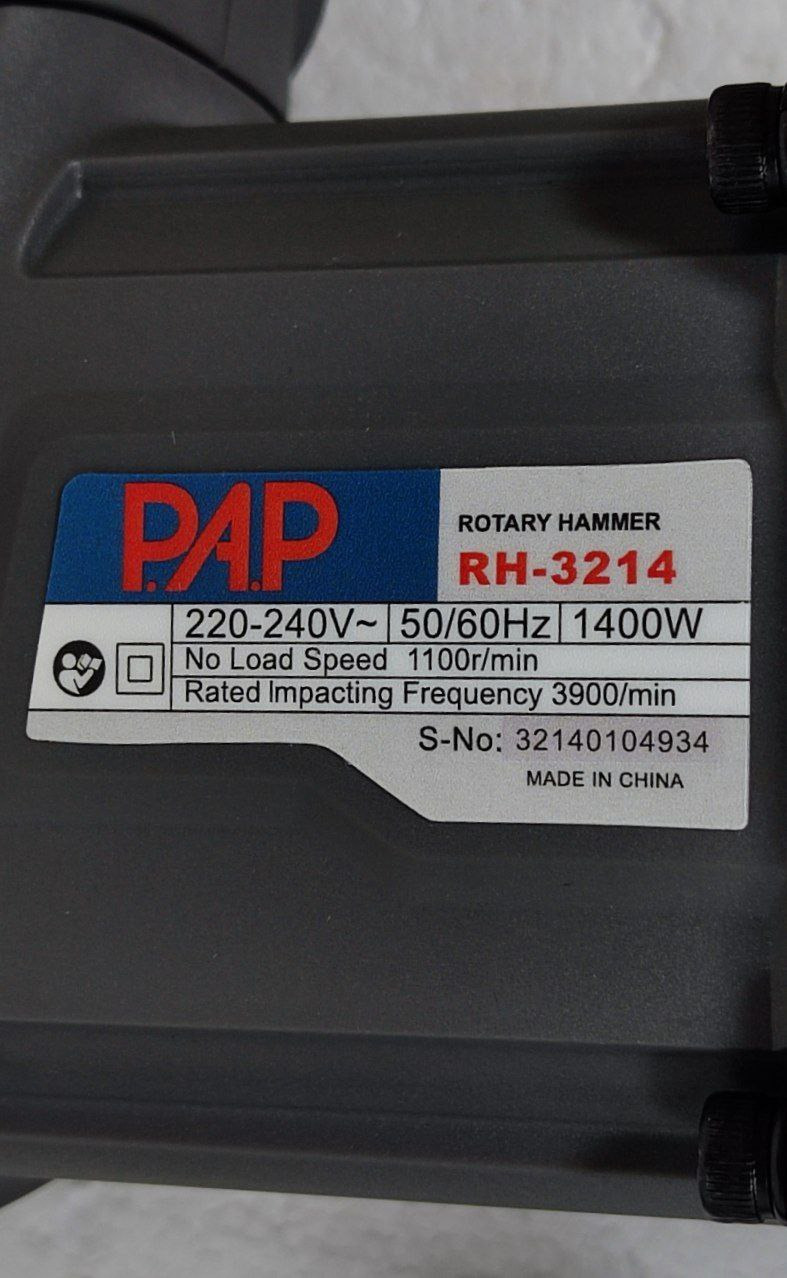 P.A.P
ROTARY HAMMER
RH-3214
220-240V~ 50/60Hz 1400W
No Load Speed 1100r/min
Rated Impacting Frequency 3900/min
S-No: 32140104934
MADE IN CHINA